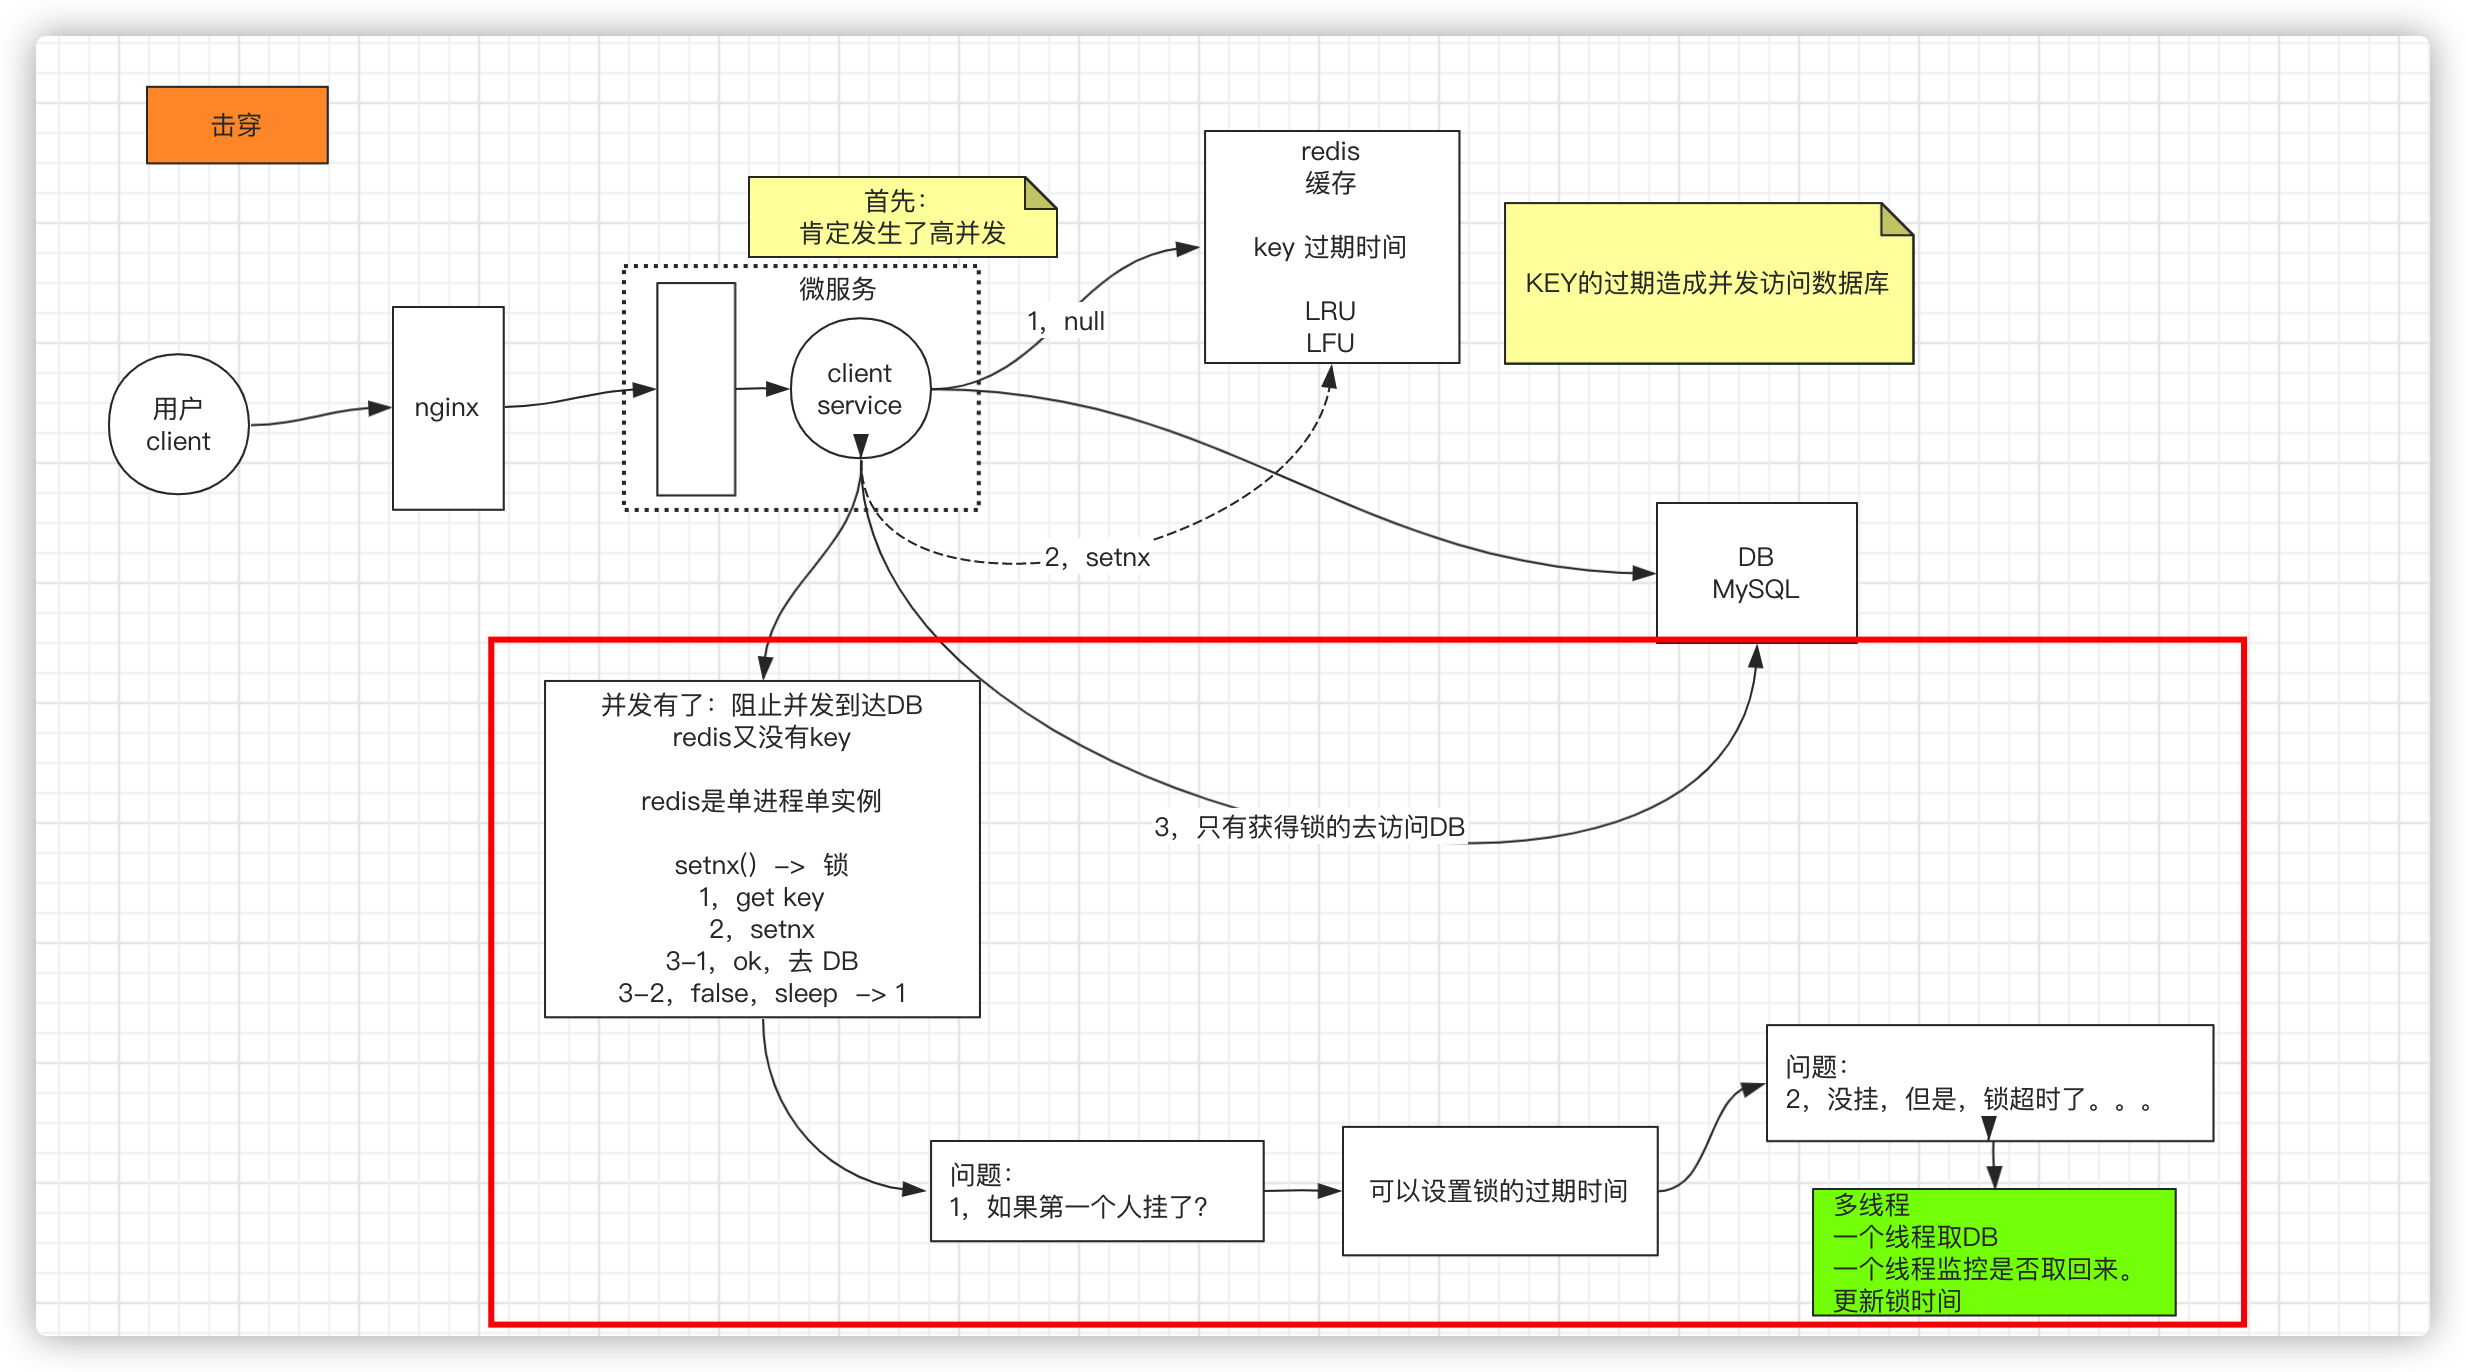 击穿
首先：
肯定发生了高并发
redis
缓存
key 过期时间
LRU
LFU
KEY的过期造成并发访问数据库
微服务
1，null
client
service
用户
client
nginx
2，setnx
DB
MySQL
并发有了：阻止并发到达DB
redis又没有key
redis是单进程单实例
setnx() -> 锁
1，get key
2，setnx
3-1，ok，去 DB
3-2，false，sleep -> 1
3，只有获得锁的去访问DB
问题：
1，如果第一个人挂了？
可以设置锁的过期时间
问题：
2，没挂，但是，锁超时了。。。
多线程
一个线程取DB
一个线程监控是否取回来。
更新锁时间